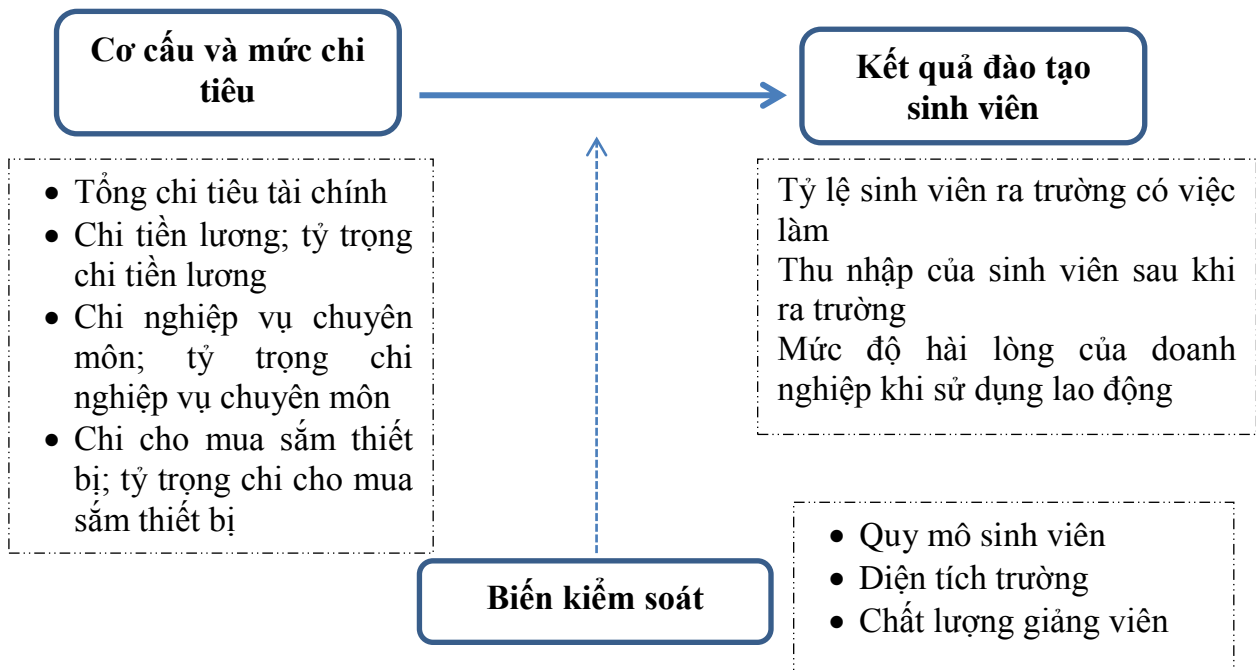 Cơ cấu và mức chi
tiêu
Kết quả đào tạo
sinh viên
• Tổng chi tiêu tài chính
• Chi tiền lương; tỷ trọng
chi tiền lương
• Chi nghiệp vụ chuyên
môn; tỷ trọng chi
nghiệp vụ chuyên môn
• Chi cho mua sắm thiết
bị; tỷ trọng chi cho mua
sắm thiết bị
Tỷ lệ sinh viên ra trường có việc
làm
Thu nhập của sinh viên sau khi
ra trường
Mức độ hài lòng của doanh
nghiệp khi sử dụng lao động
Biến kiểm soát
• Quy mô sinh viên
• Diện tích trường
• Chất lượng giảng viên